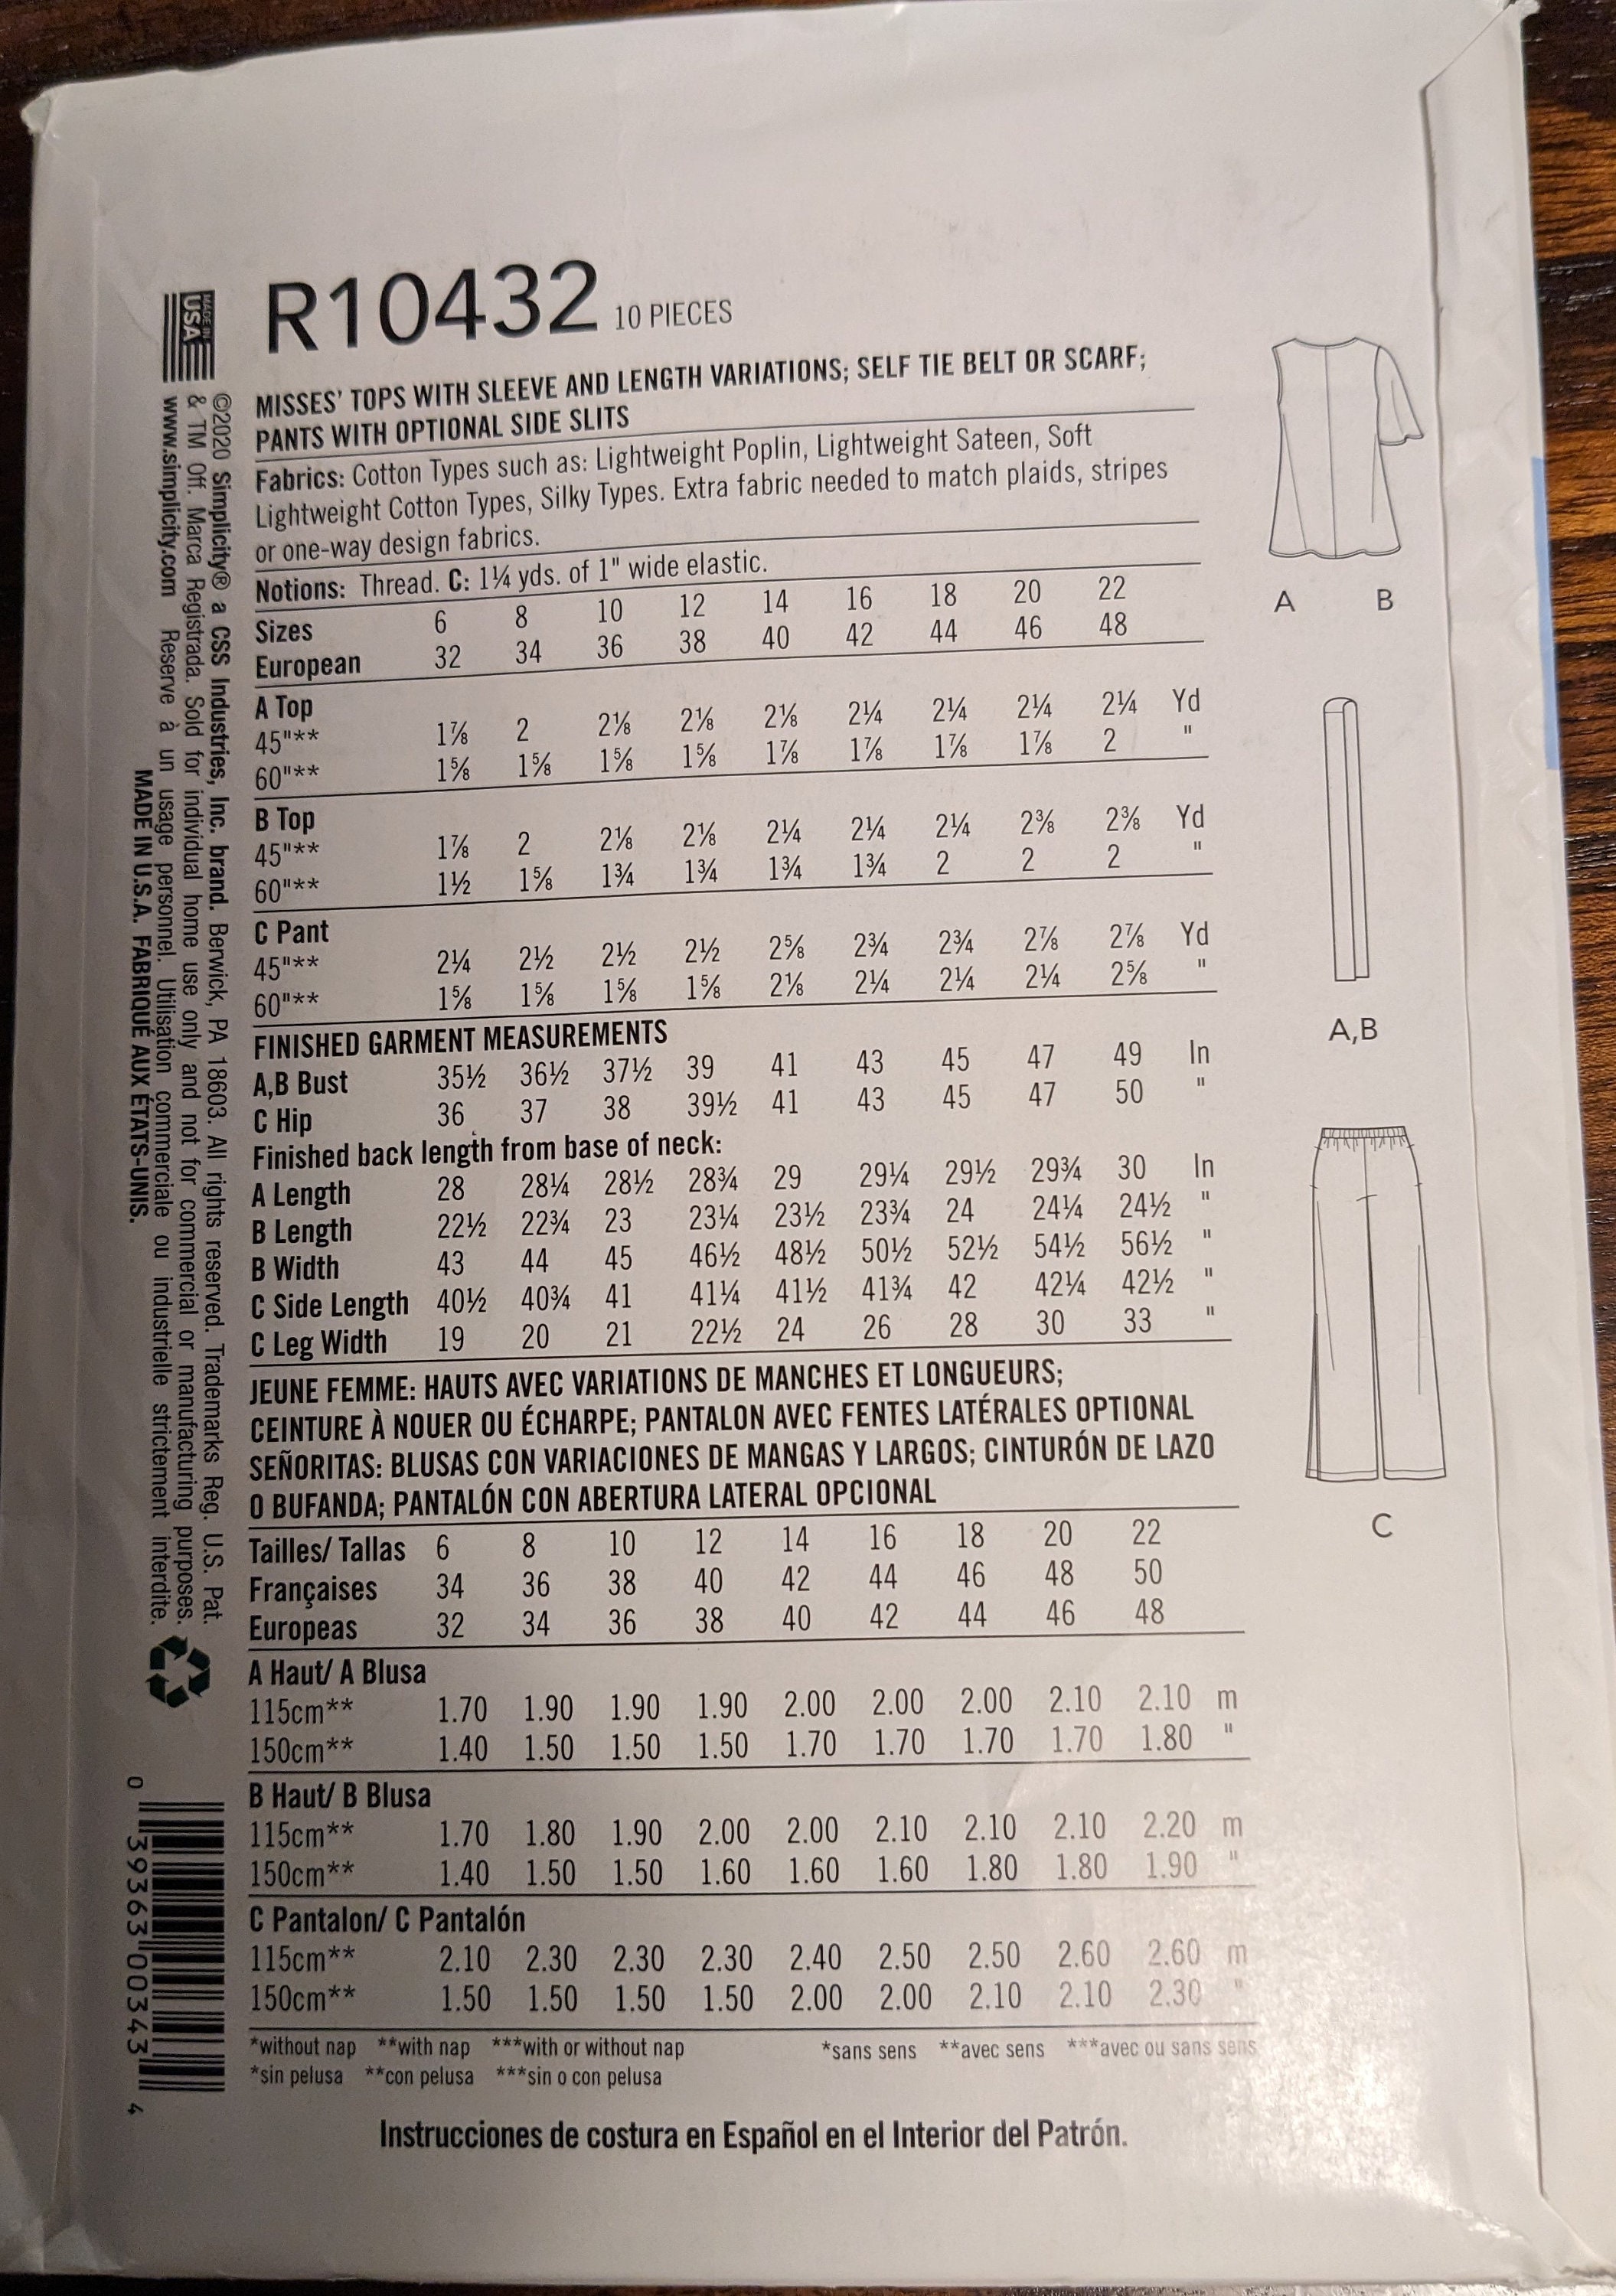 R10432 10 PIECES
MISSES' TOPS WITH SLEEVE AND LENGTH VARIATIONS; SELF TIE BELT OR SCARF;
PANTS WITH OPTIONAL SIDE SLITS
Fabrics: Cotton Types such as: Lightweight Poplin, Lightweight Sateen, Soft
Lightweight Cotton Types, Silky Types. Extra fabric needed to match plaids, stripes
or one-way design fabrics.
Notions: Thread. C: 1¼ yds. of 1" wide elastic.
Sizes 6 8 10 12 14 16 18 20 22
European 32 34 36 38 40 42 44 46 48
A Top
45"** 1⅞ 2 2⅛ 2⅛ 2⅛ 2¼ 2¼ 2¼ 2¼ Yd
60"** 1⅝ 1⅝ 1⅝ 1⅝ 1⅞ 1⅞ 1⅞ 1⅞ 2 "
B Top
45"** 1⅞ 2 2⅛ 2⅛ 2¼ 2¼ 2¼ 2⅜ 2⅜ Yd
60"** 1½ 1⅝ 1¾ 1¾ 1¾ 1¾ 2 2 2 "
C Pant
45"** 2¼ 2½ 2½ 2½ 2⅝ 2¾ 2¾ 2⅞ 2⅞ Yd
60"** 1⅝ 1⅝ 1⅝ 1⅝ 2⅛ 2¼ 2¼ 2¼ 2⅝ "
FINISHED GARMENT MEASUREMENTS
A,B Bust 35½ 36½ 37½ 39 41 43 45 47 49 In
C Hip 36 37 38 39½ 41 43 45 47 50 "
Finished back length from base of neck:
A Length 28 28¼ 28½ 28¾ 29 29¼ 29½ 29¾ 30 In
B Length 22½ 22¾ 23 23¼ 23½ 23¾ 24 24¼ 24½ "
B Width 43 44 45 46½ 48½ 50½ 52½ 54½ 56½ "
C Side Length 40½ 40¾ 41 41¼ 41½ 41¾ 42 42¼ 42½ "
C Leg Width 19 20 21 22½ 24 26 28 30 33 "
JEUNE FEMME: HAUTS AVEC VARIATIONS DE MANCHES ET LONGUEURS;
CEINTURE À NOUER OU ÉCHARPE; PANTALON AVEC FENTES LATÉRALES OPTIONAL
SEÑORITAS: BLUSAS CON VARIACIONES DE MANGAS Y LARGOS; CINTURÓN DE LAZO
O BUFANDA; PANTALÓN CON ABERTURA LATERAL OPCIONAL
Tailles/ Tallas 6 8 10 12 14 16 18 20 22
Françaises 34 36 38 40 42 44 46 48 50
Europeas 32 34 36 38 40 42 44 46 48
A Haut/ A Blusa
115cm** 1.70 1.90 1.90 1.90 2.00 2.00 2.00 2.10 2.10 m
150cm** 1.40 1.50 1.50 1.50 1.70 1.70 1.70 1.70 1.80 "
B Haut/ B Blusa
115cm** 1.70 1.80 1.90 2.00 2.00 2.10 2.10 2.10 2.20 m
150cm** 1.40 1.50 1.50 1.60 1.60 1.60 1.80 1.80 1.90 "
C Pantalon/ C Pantalón
115cm** 2.10 2.30 2.30 2.30 2.40 2.50 2.50 2.60 2.60 m
150cm** 1.50 1.50 1.50 1.50 2.00 2.00 2.10 2.10 2.30 "
*without nap **with nap ***with or without nap *sans sens **avec sens ***avec ou sans sens
*sin pelusa **con pelusa ***sin o con pelusa
Instrucciones de costura en Español en el Interior del Patrón.
A B
A,B
C
MADE IN
USA
©2020 Simplicity® a CSS Industries, Inc. brand. Berwick, PA 18603. All rights reserved. Trademarks Reg. U.S. Pat.
& TM Off. Marca Registrada. Sold for individual home use only and not for commercial or manufacturing purposes.
www.simplicity.com Reserve à un usage personnel. Utilisation commerciale ou industrielle strictement interdite.
MADE IN U.S.A. FABRIQUÉ AUX ÉTATS-UNIS.
0 39363 00343 4